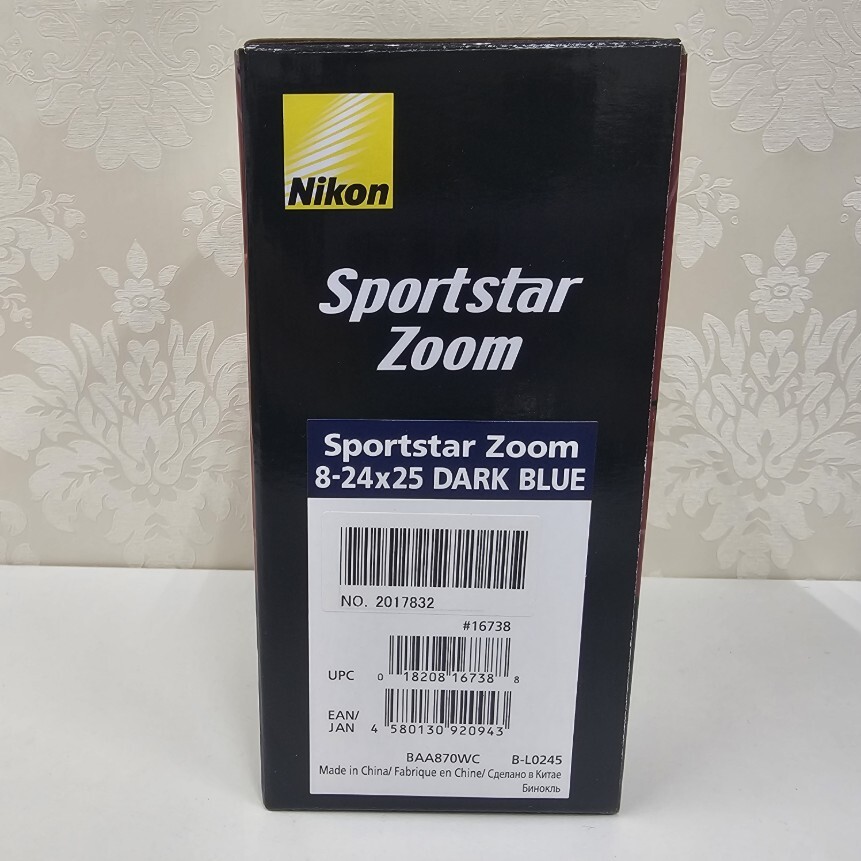 Nikon
Sportstar
Zoom
Sportstar Zoom
8-24x25 DARK BLUE
NO. 2017832
#16738
UPC 0 18208 16738 8
EAN/
JAN 4 580130 920943
BAA870WC B-L0245
Made in China/ Fabrique en Chine/ Сделано в Китае
Бинокль